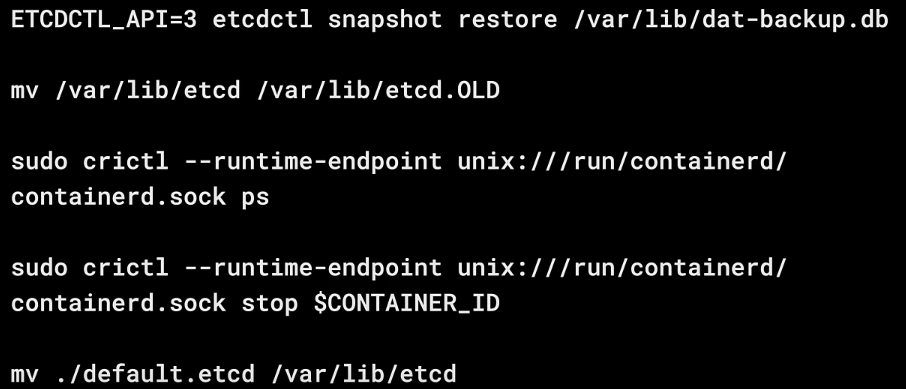 ETCDCTL_API=3 etcdctl snapshot restore /var/lib/dat-backup.db
mv /var/lib/etcd /var/lib/etcd.OLD
sudo crictl --runtime-endpoint unix:///run/containerd/
containerd.sock ps
sudo crictl --runtime-endpoint unix:///run/containerd/
containerd.sock stop $CONTAINER_ID
mv ./default.etcd /var/lib/etcd